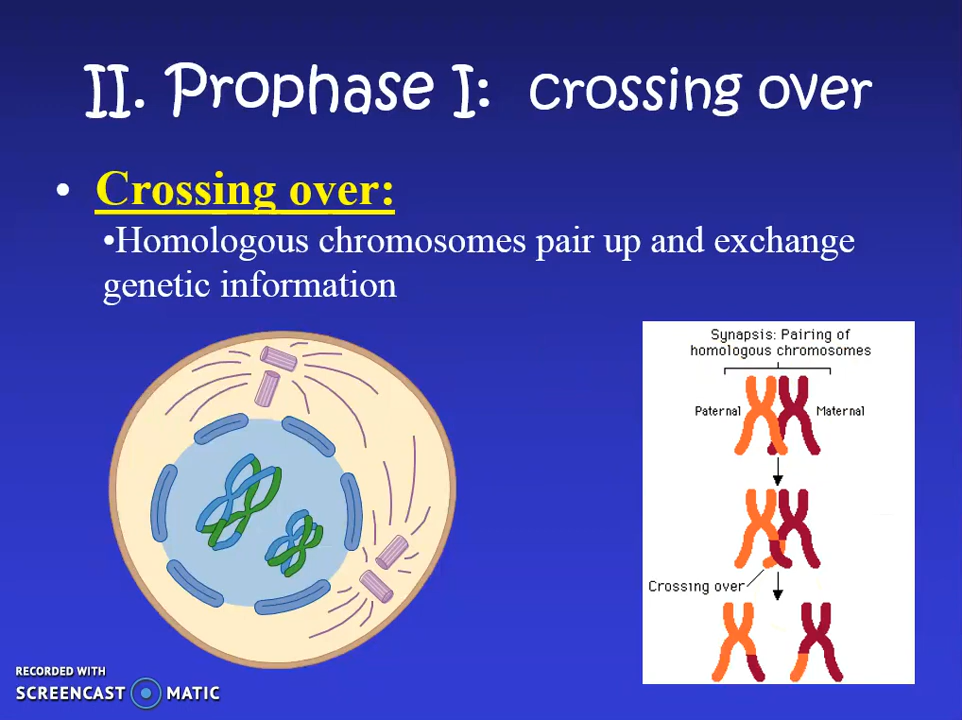 II. Prophase I: crossing over
• Crossing over:
•Homologous chromosomes pair up and exchange
genetic information
Synapsis: Pairing of
homologous chromosomes
Paternal
Maternal
Crossing over
RECORDED WITH
SCREENCAST MATIC